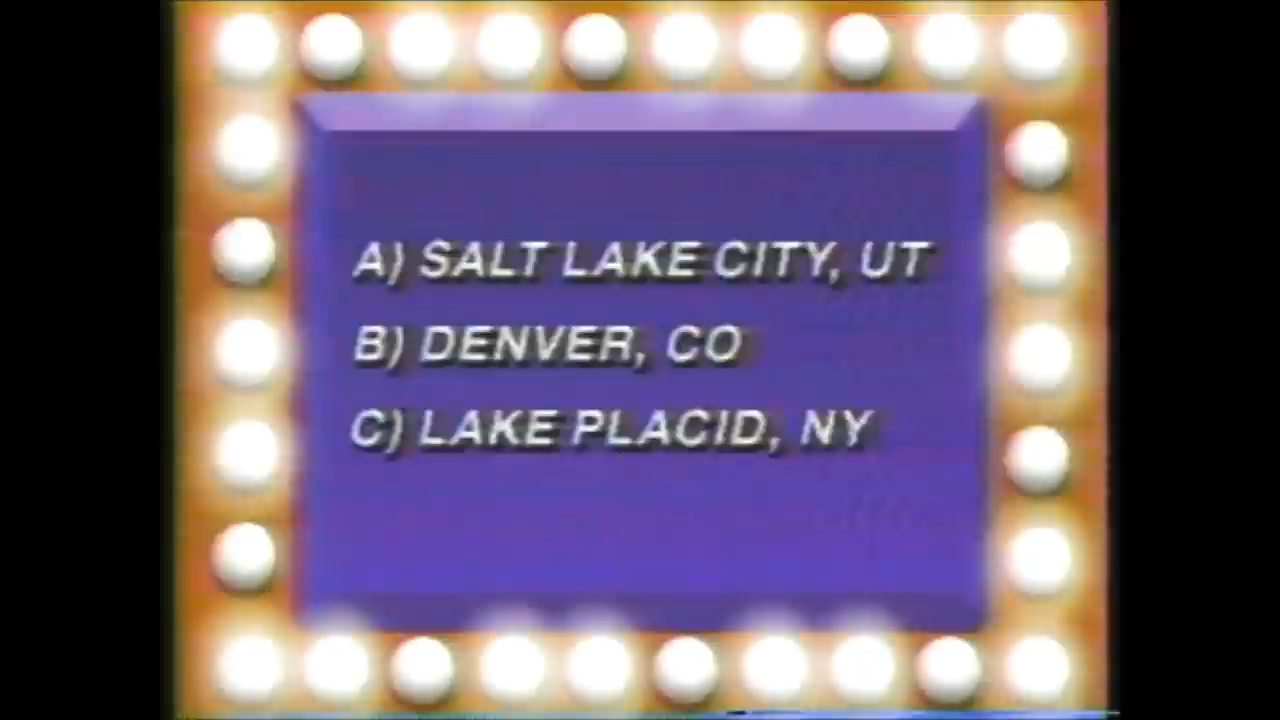 A) SALT LAKE CITY, UT
B) DENVER, CO
C) LAKE PLACID, NY